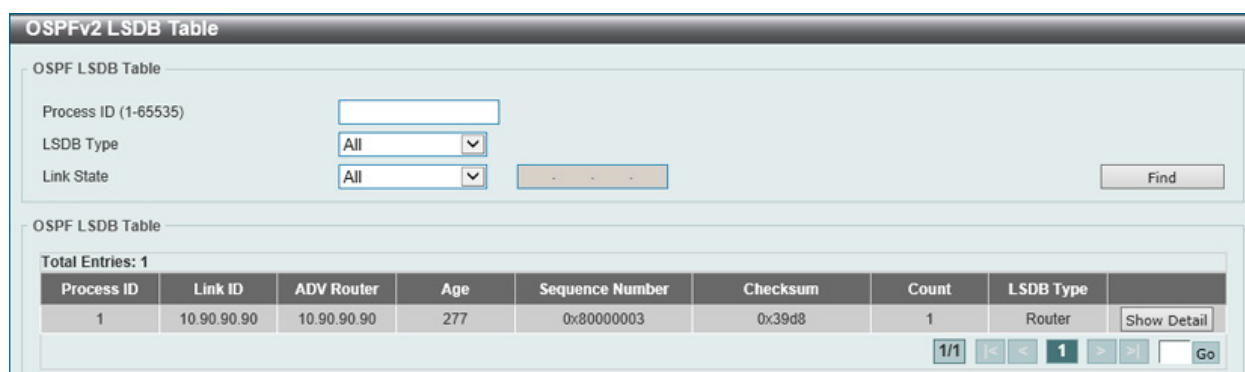 OSPFv2 LSDB Table
OSPF LSDB Table
Process ID (1-65535)
LSDB Type All
Link State All . . . Find
OSPF LSDB Table
Total Entries: 1
Process ID Link ID ADV Router Age Sequence Number Checksum Count LSDB Type
1 10.90.90.90 10.90.90.90 277 0x80000003 0x39d8 1 Router Show Detail
1/1 |< < 1 > >| Go